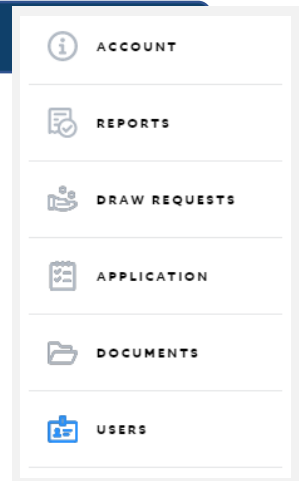 ACCOUNT
REPORTS
DRAW REQUESTS
APPLICATION
DOCUMENTS
USERS